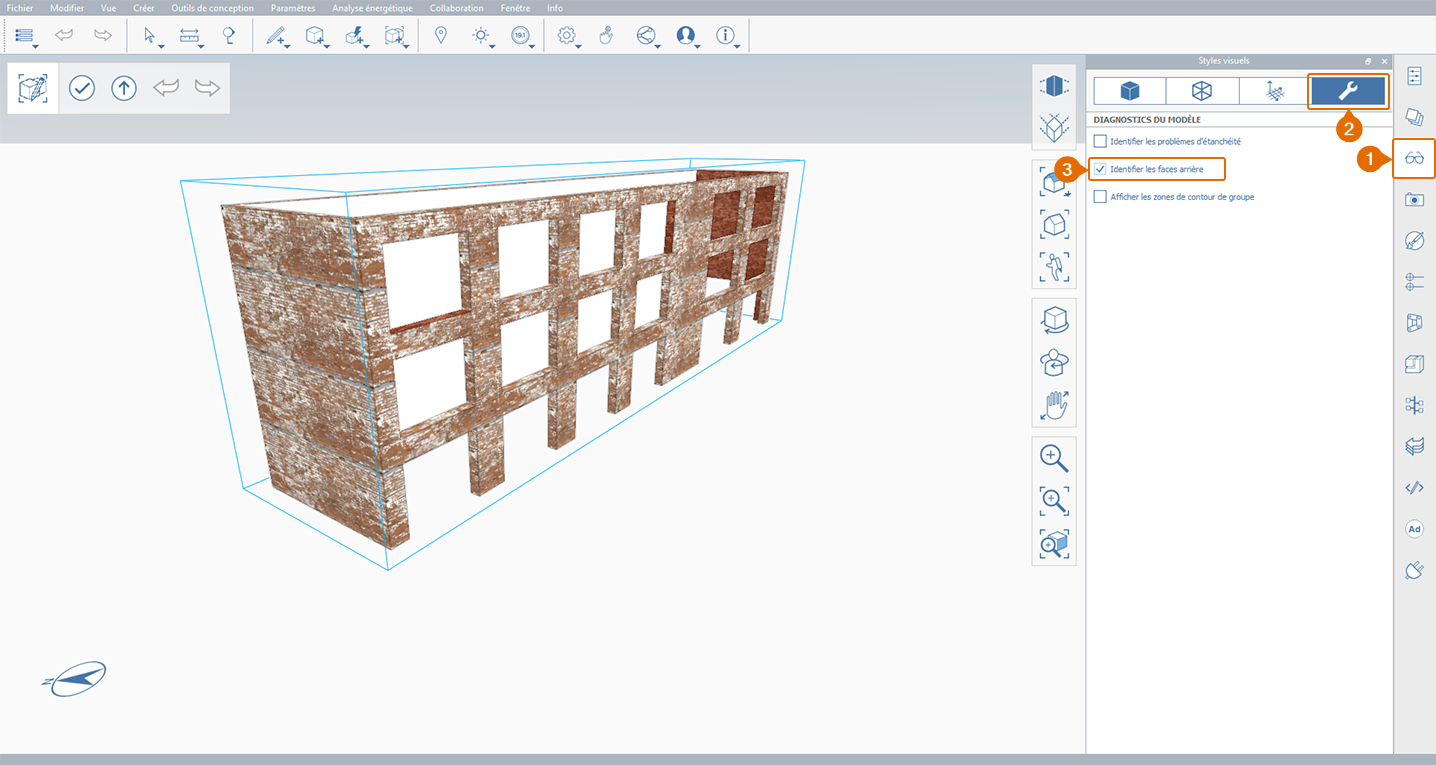 Fichier Modifier Vue Créer Outils de conception Paramètres Analyse énergétique Collaboration Fenêtre Info
191
Styles visuels
2
DIAGNOSTICS DU MODÈLE
Identifier les problèmes d'étanchéité
1
3 Identifier les faces arrière
Afficher les zones de contour de groupe
Ad
N